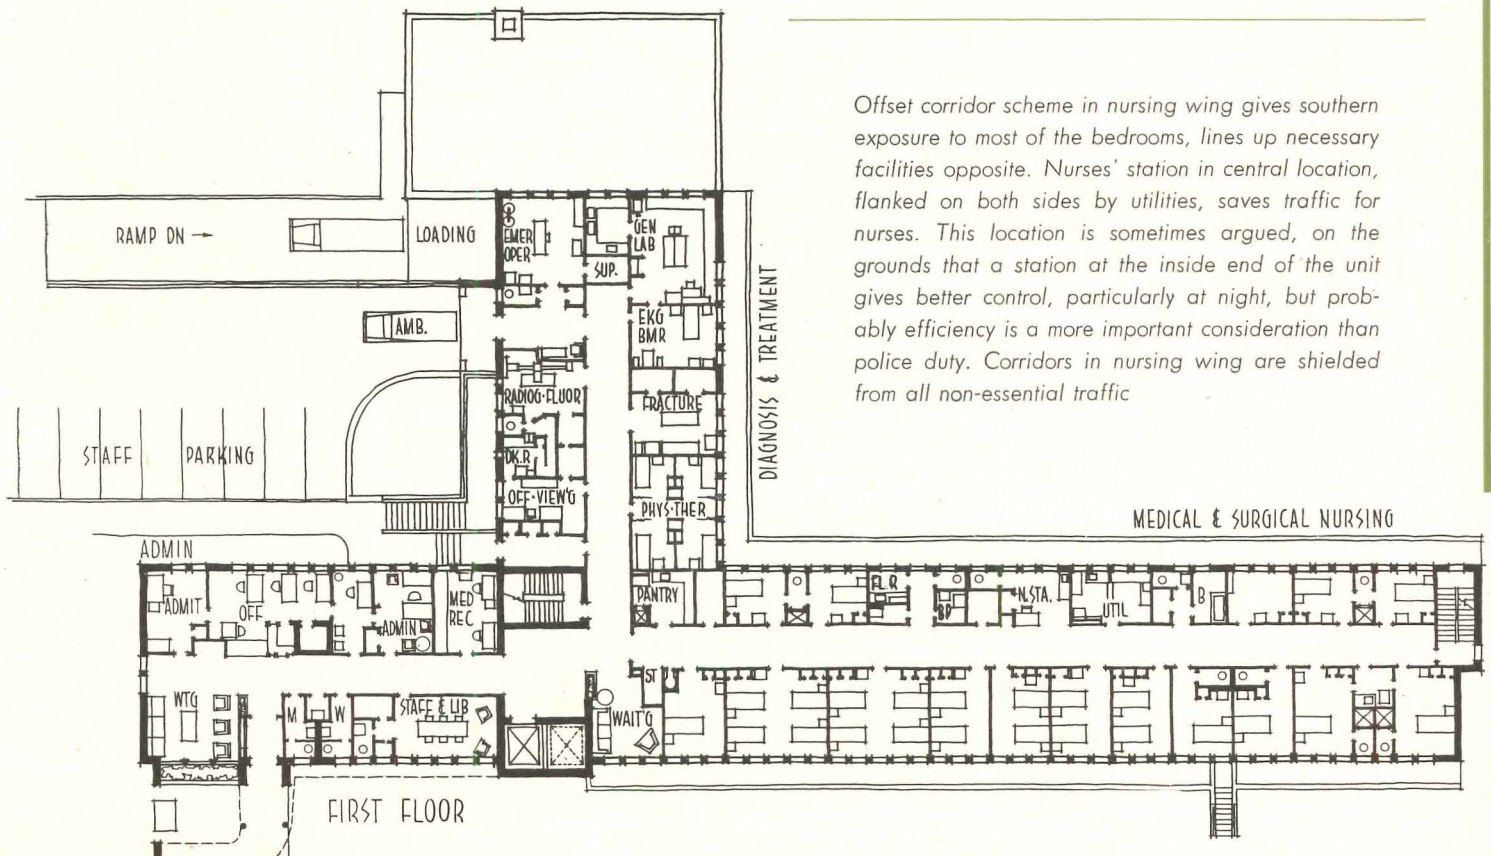 Offset corridor scheme in nursing wing gives southern
exposure to most of the bedrooms, lines up necessary
facilities opposite. Nurses' station in central location,
flanked on both sides by utilities, saves traffic for
nurses. This location is sometimes argued, on the
grounds that a station at the inside end of the unit
gives better control, particularly at night, but prob-
ably efficiency is a more important consideration than
police duty. Corridors in nursing wing are shielded
from all non-essential traffic
RAMP DN
LOADING
EMER
OPER
SUP.
GEN
LAB
DIAGNOSIS & TREATMENT
AMB.
EKG
BMR
RADIOG·FLUOR
FRACTURE
STAFF PARKING
DK.R
OFF·VIEW'G
PHYS·THER
MEDICAL & SURGICAL NURSING
ADMIN
ADMIT
OFF
ADMIN
MED
REC
PANTRY
FL.R
BP
N.STA.
UTIL
B
WTG
M
W
STAFF & LIB
ST
WAIT'G
FIRST FLOOR